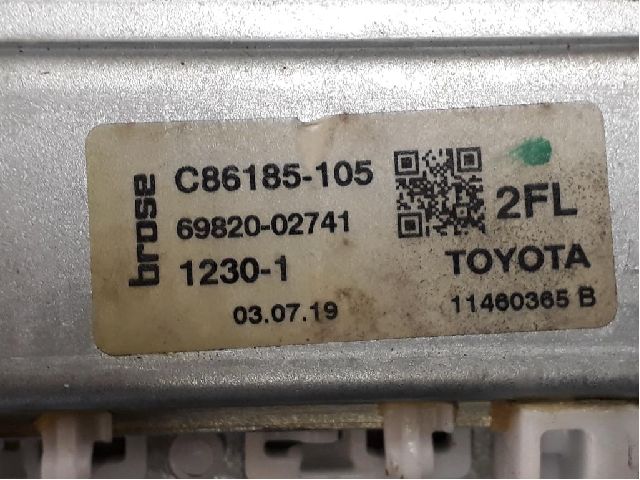 brose
C86185-105
69820-02741
1230-1
03.07.19
2FL
TOYOTA
11460365 B